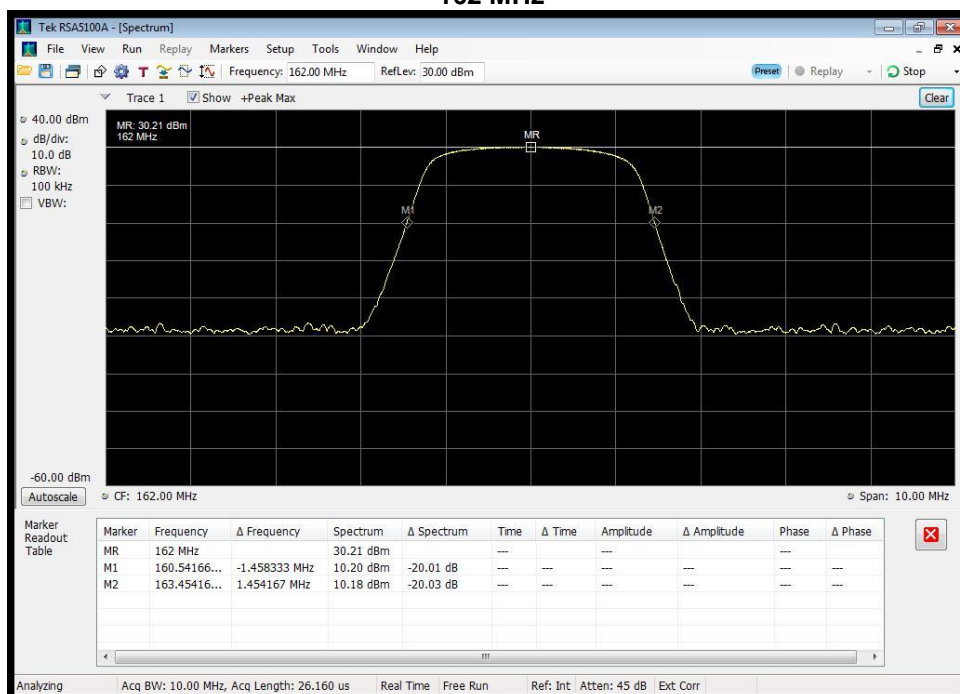 162 MHz
Tek RSA5100A - [Spectrum]
File View Run Replay Markers Setup Tools Window Help
T Frequency: 162.00 MHz RefLev: 30.00 dBm Preset Replay Stop
Trace 1 Show +Peak Max Clear
40.00 dBm
dB/div:
10.0 dB
RBW:
100 kHz
VBW:
MR: 30.21 dBm
162 MHz
MR
M1
M2
-60.00 dBm
Autoscale CF: 162.00 MHz Span: 10.00 MHz
Marker
Readout
Table
Marker Frequency Δ Frequency Spectrum Δ Spectrum Time Δ Time Amplitude Δ Amplitude Phase Δ Phase
MR 162 MHz 30.21 dBm --- --- ---
M1 160.54166... -1.458333 MHz 10.20 dBm -20.01 dB --- --- --- --- --- ---
M2 163.45416... 1.454167 MHz 10.18 dBm -20.03 dB --- --- --- --- --- ---
Analyzing Acq BW: 10.00 MHz, Acq Length: 26.160 us Real Time Free Run Ref: Int Atten: 45 dB Ext Corr